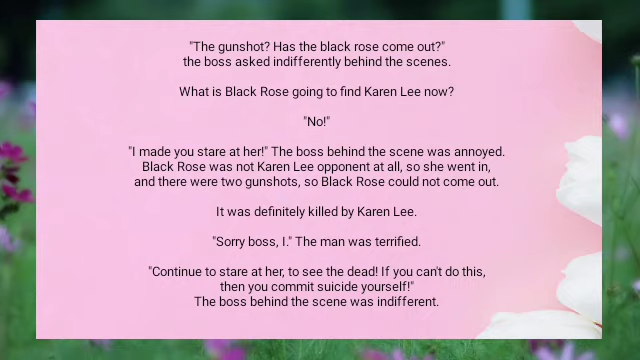 "The gunshot? Has the black rose come out?"
the boss asked indifferently behind the scenes.
What is Black Rose going to find Karen Lee now?
"No!"
"I made you stare at her!" The boss behind the scene was annoyed.
Black Rose was not Karen Lee opponent at all, so she went in,
and there were two gunshots, so Black Rose could not come out.
It was definitely killed by Karen Lee.
"Sorry boss, I." The man was terrified.
"Continue to stare at her, to see the dead! If you can't do this,
then you commit suicide yourself!"
The boss behind the scene was indifferent.